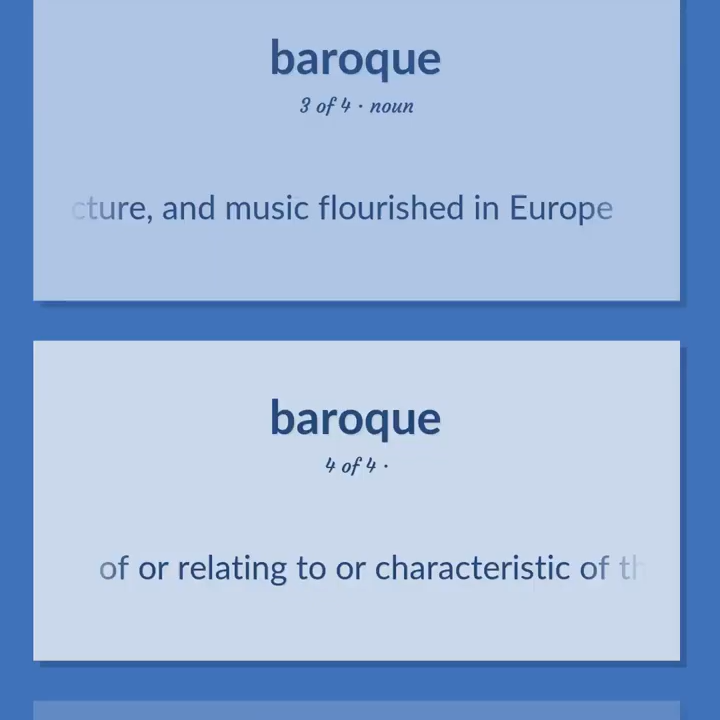 baroque
3 of 4 · noun
cture, and music flourished in Europe
baroque
4 of 4 ·
of or relating to or characteristic of th